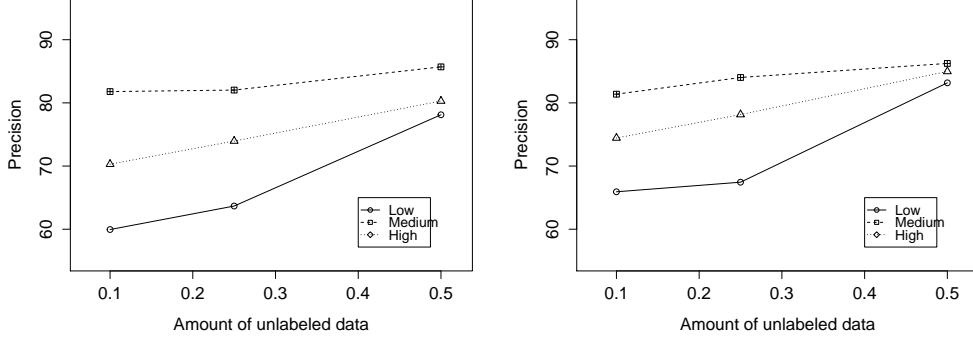 90
80
70
60
Precision
Low
Medium
High
0.1 0.2 0.3 0.4 0.5
Amount of unlabeled data
90
80
70
60
Precision
Low
Medium
High
0.1 0.2 0.3 0.4 0.5
Amount of unlabeled data